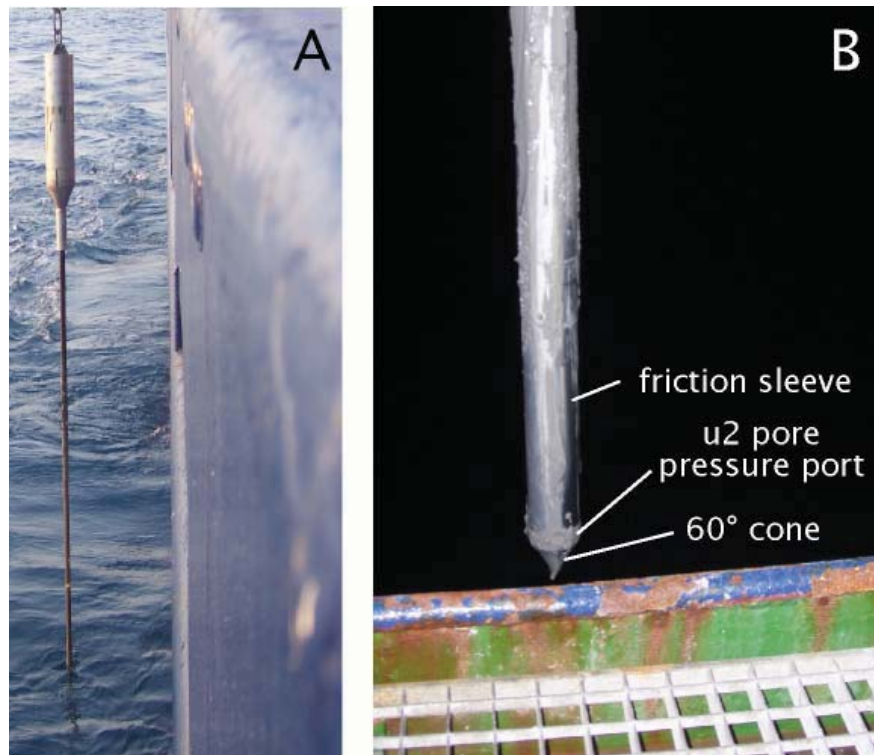 A
B
friction sleeve
u2 pore
pressure port
60° cone